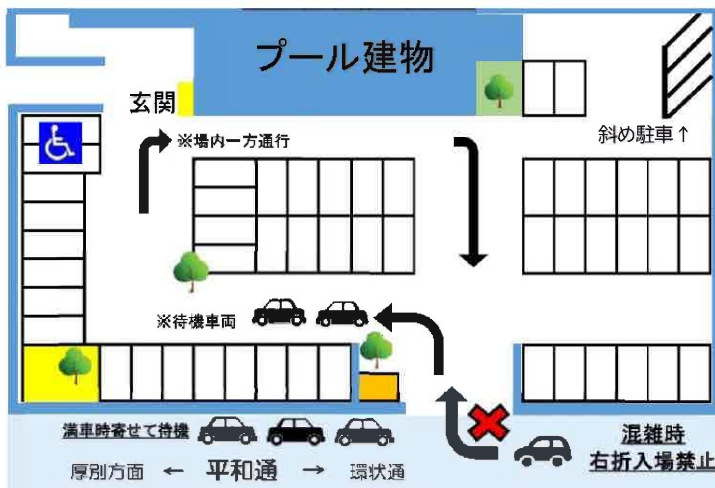 プール建物
玄関
※場内一方通行
斜め駐車↑
※待機車両
満車時寄せて待機
厚別方面 ← 平和通 → 環状通
混雑時
右折入場禁止